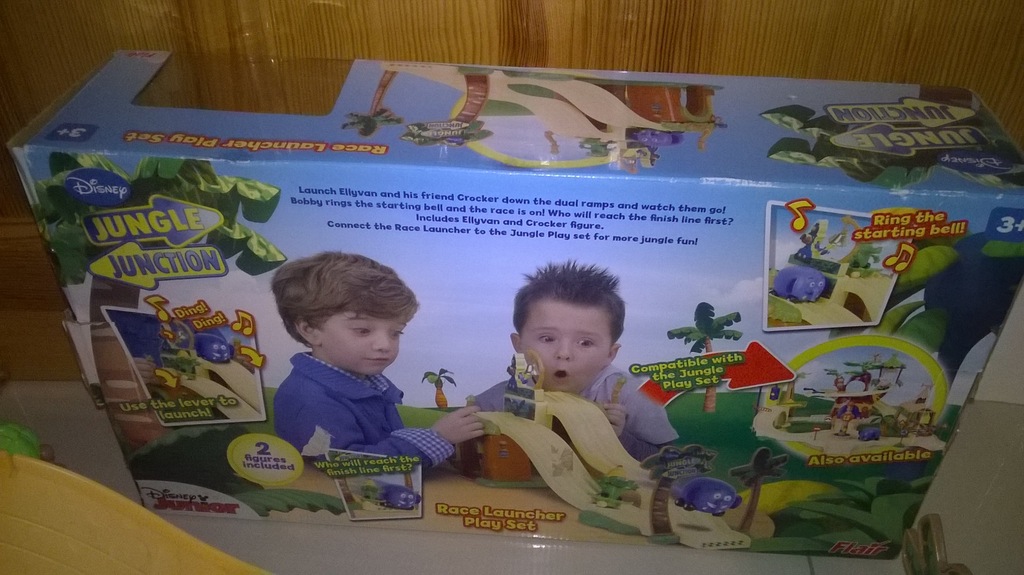 3+
Race Launcher Play Set
JUNGLE
JUNCTION
Disney
JUNGLE
JUNCTION
Disney
JUNGLE
JUNCTION
Launch Ellyvan and his friend Crocker down the dual ramps and watch them go!
Bobby rings the starting bell and the race is on! Who will reach the finish line first?
Includes Ellyvan and Crocker figure.
Connect the Race Launcher to the Jungle Play set for more jungle fun!
Ring the
starting bell!
3+
Ding!
Ding!
Use the lever to
launch!
Compatible with
the Jungle
Play Set
Also available
2
figures
included
Who will reach the
finish line first?
JUNGLE
Disney
Junior
Race Launcher
Play Set
Flair